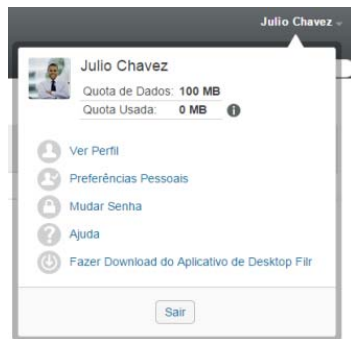 Julio Chavez
Julio Chavez
Quota de Dados: 100 MB
Quota Usada: 0 MB
Ver Perfil
Preferências Pessoais
Mudar Senha
Ajuda
Fazer Download do Aplicativo de Desktop Filr
Sair